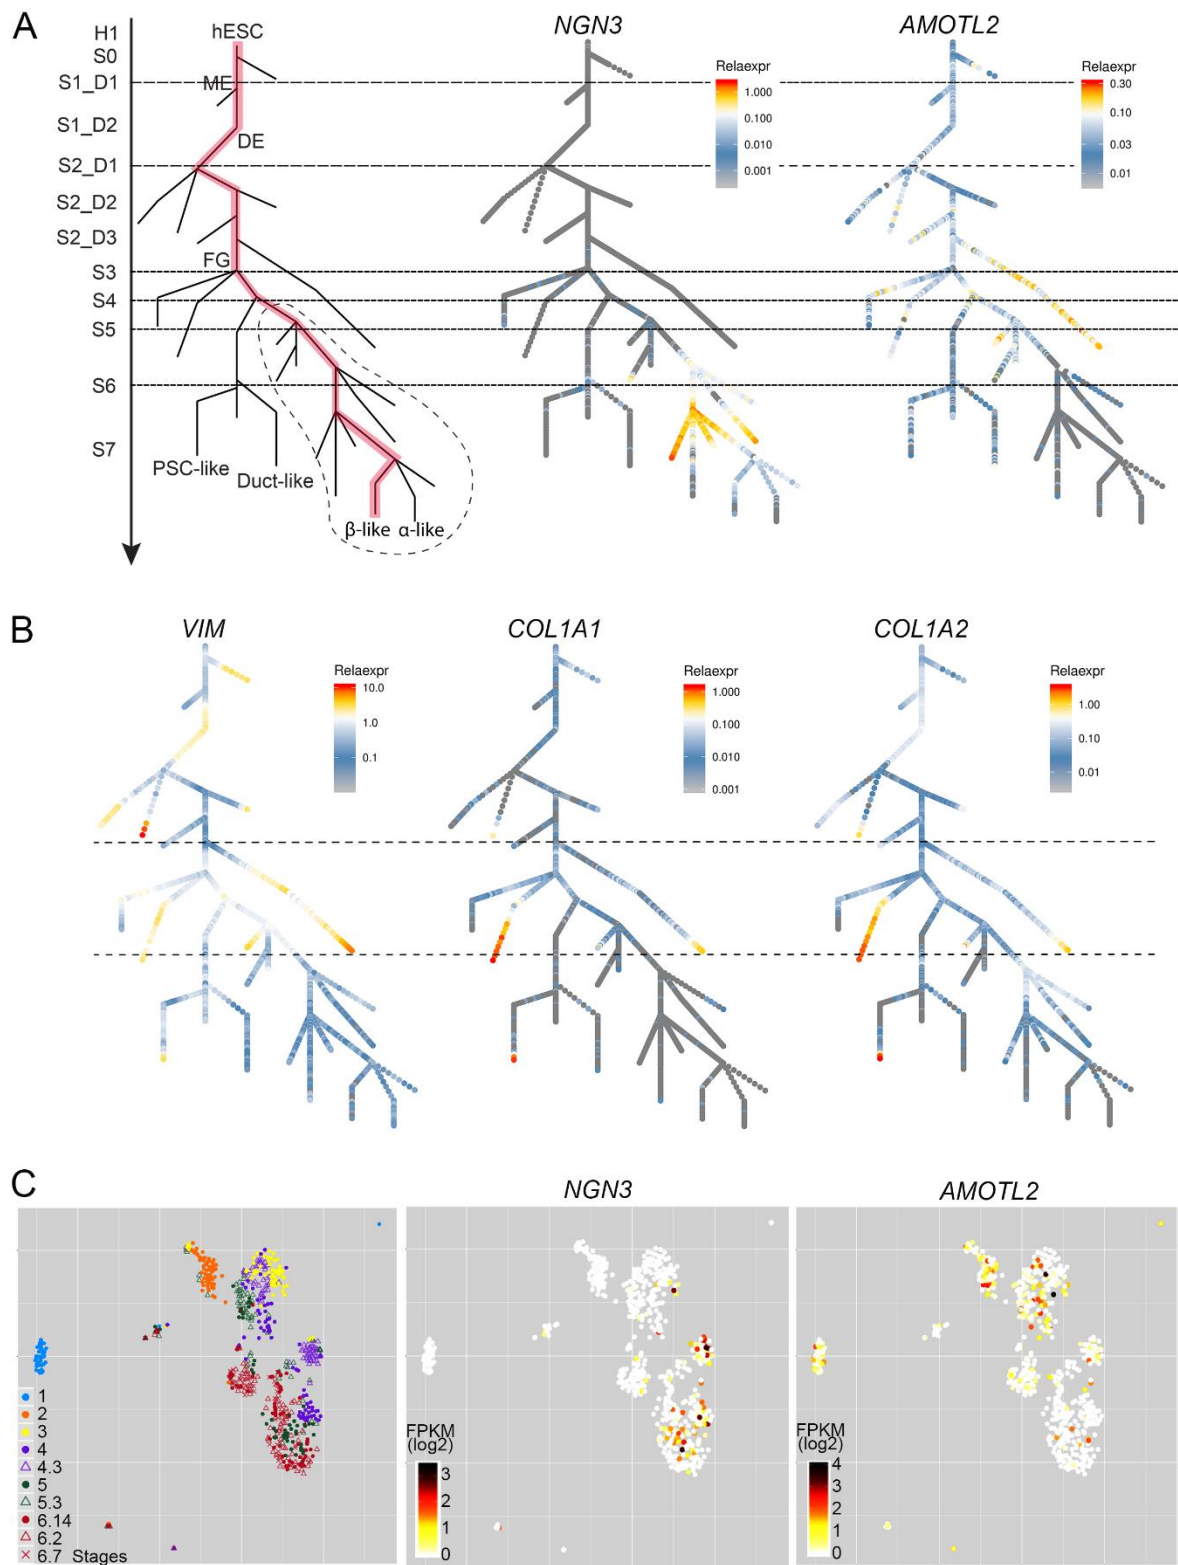 A
H1
S0
S1_D1
S1_D2
S2_D1
S2_D2
S2_D3
S3
S4
S5
S6
S7
hESC
ME
DE
FG
PSC-like
Duct-like
β-like
α-like
NGN3
Relaexpr
1.000
0.100
0.010
0.001
AMOTL2
Relaexpr
0.30
0.10
0.03
0.01
B
VIM
Relaexpr
10.0
1.0
0.1
COL1A1
Relaexpr
1.000
0.100
0.010
0.001
COL1A2
Relaexpr
1.00
0.10
0.01
C
1
2
3
4
4.3
5
5.3
6.14
6.2
6.7 Stages
NGN3
FPKM
(log2)
3
2
1
0
AMOTL2
FPKM
(log2)
4
3
2
1
0